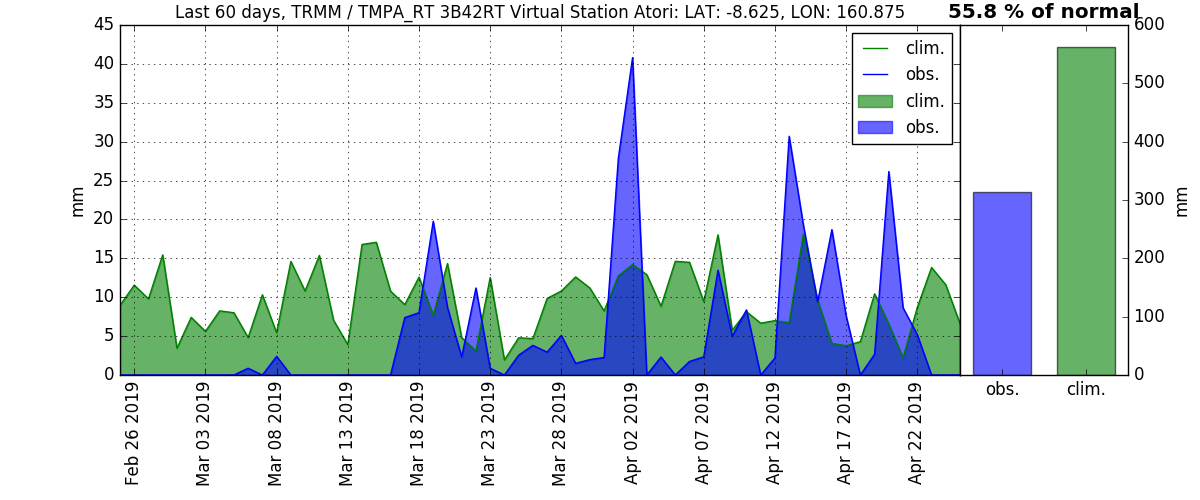 Last 60 days, TRMM / TMPA_RT 3B42RT Virtual Station Atori: LAT: -8.625, LON: 160.875
55.8 % of normal
45
40
35
30
25
20
15
10
5
0
mm
clim.
obs.
clim.
obs.
Feb 26 2019
Mar 03 2019
Mar 08 2019
Mar 13 2019
Mar 18 2019
Mar 23 2019
Mar 28 2019
Apr 02 2019
Apr 07 2019
Apr 12 2019
Apr 17 2019
Apr 22 2019
600
500
400
300
200
100
0
mm
obs.
clim.